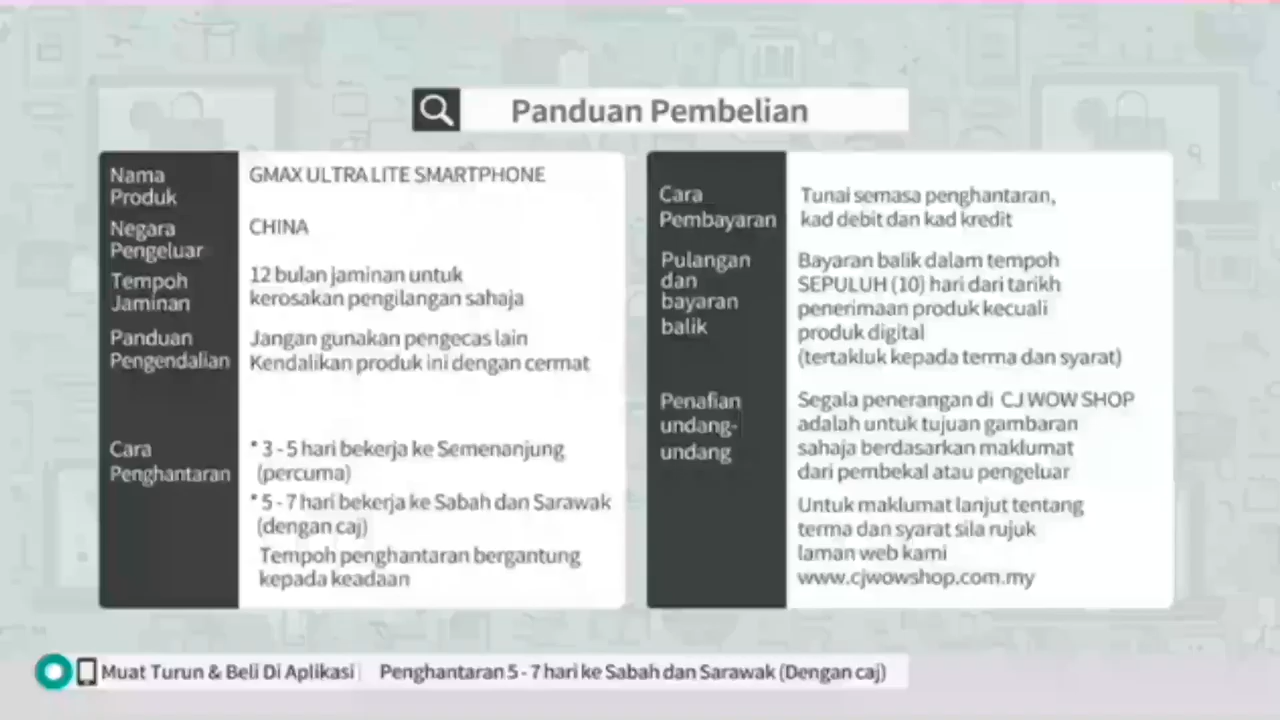 Panduan Pembelian
Nama
Produk
GMAX ULTRA LITE SMARTPHONE
Negara
Pengeluar
CHINA
Tempoh
Jaminan
12 bulan jaminan untuk
kerosakan pengilangan sahaja
Panduan
Pengendalian
Jangan gunakan pengecas lain
Kendalikan produk ini dengan cermat
Cara
Penghantaran
* 3 - 5 hari bekerja ke Semenanjung
(percuma)
* 5 - 7 hari bekerja ke Sabah dan Sarawak
(dengan caj)
Tempoh penghantaran bergantung
kepada keadaan
Cara
Pembayaran
Tunai semasa penghantaran,
kad debit dan kad kredit
Pulangan
dan
bayaran
balik
Bayaran balik dalam tempoh
SEPULUH (10) hari dari tarikh
penerimaan produk kecuali
produk digital
(tertakluk kepada terma dan syarat)
Penafian
undang-
undang
Segala penerangan di CJ WOW SHOP
adalah untuk tujuan gambaran
sahaja berdasarkan maklumat
dari pembekal atau pengeluar
Untuk maklumat lanjut tentang
terma dan syarat sila rujuk
laman web kami
www.cjwowshop.com.my
Muat Turun & Beli Di Aplikasi
Penghantaran 5 - 7 hari ke Sabah dan Sarawak (Dengan caj)